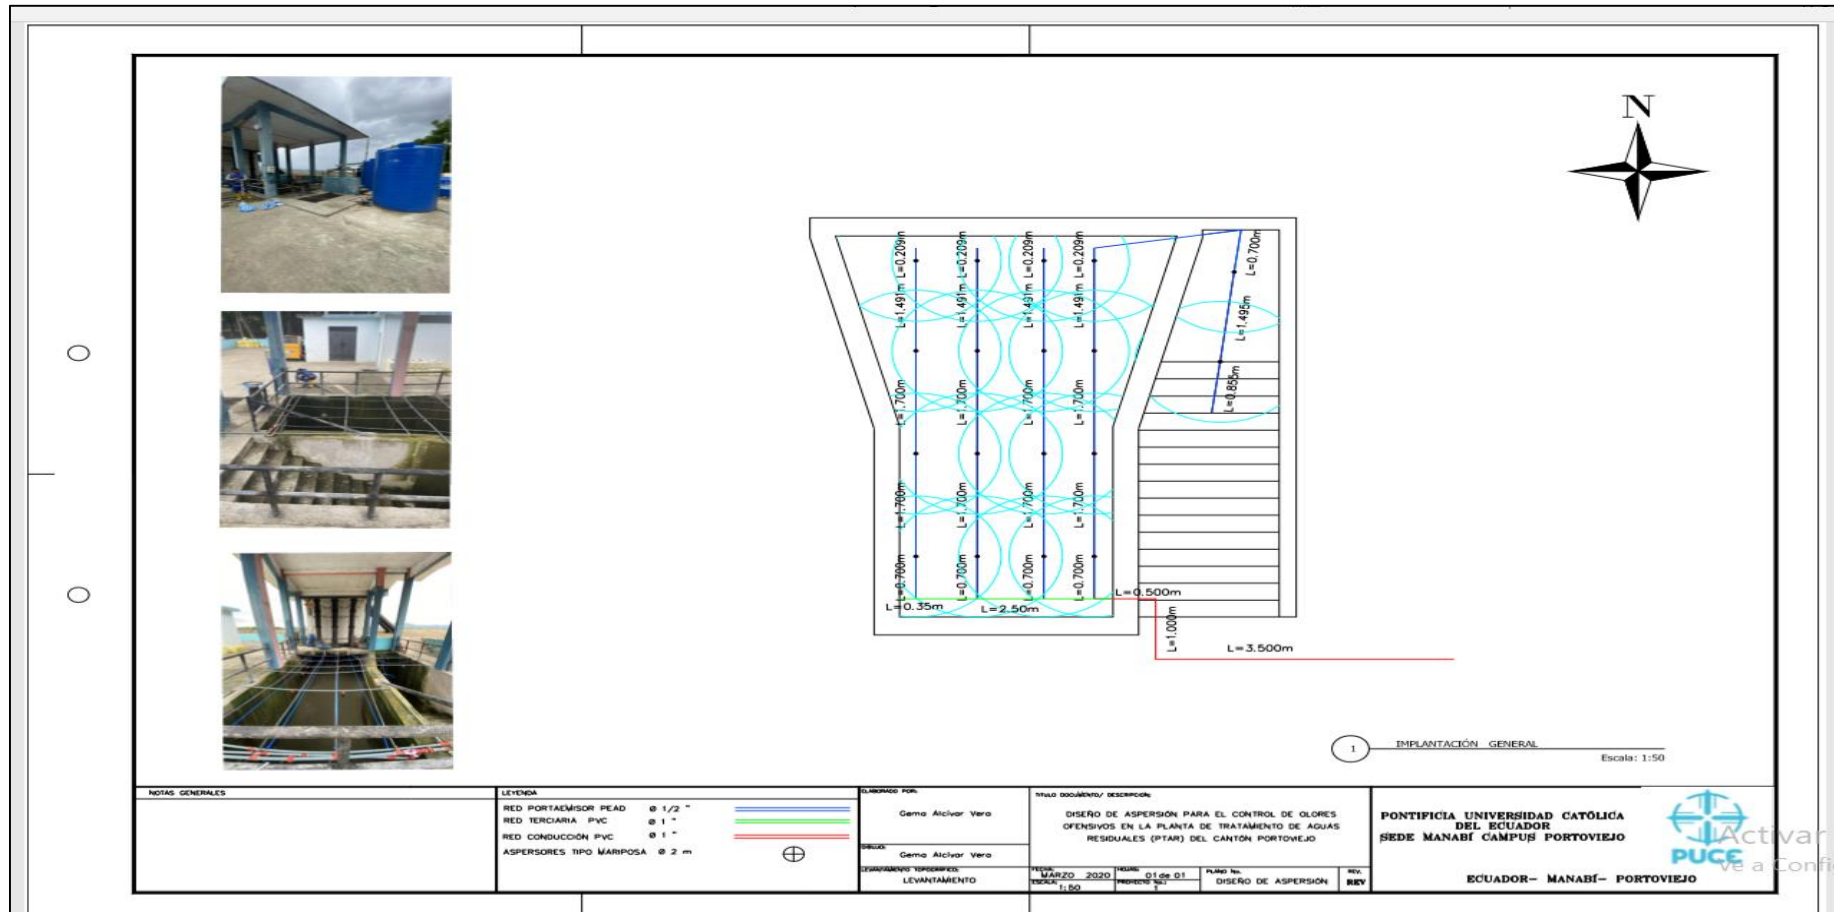 N
L=0.209m
L=0.209m
L=0.209m
L=0.209m
L=0.700m
L=1.491m
L=1.491m
L=1.491m
L=1.491m
L=1.495m
L=1.700m
L=1.700m
L=1.700m
L=1.700m
L=0.855m
L=1.700m
L=1.700m
L=1.700m
L=1.700m
L=0.700m
L=0.700m
L=0.700m
L=0.700m
L=0.35m
L=2.50m
L=0.500m
L=1.000m
L=3.500m
1
IMPLANTACIÓN GENERAL
Escala: 1:50
NOTAS GENERALES
LEYENDA
RED PORTAEMISOR PEAD Ø 1/2 "
RED TERCIARIA PVC Ø 1 "
RED CONDUCCIÓN PVC Ø 1 "
ASPERSORES TIPO MARIPOSA Ø 2 m
ELABORADO POR:
Gema Alcívar Vera
DIBUJO:
Gema Alcívar Vera
LEVANTAMIENTO TOPOGRÁFICO:
LEVANTAMIENTO
TITULO DOCUMENTO/ DESCRIPCIÓN:
DISEÑO DE ASPERSIÓN PARA EL CONTROL DE OLORES
OFENSIVOS EN LA PLANTA DE TRATAMIENTO DE AGUAS
RESIDUALES (PTAR) DEL CANTÓN PORTOVIEJO
FECHA:
MARZO 2020
ESCALA:
1:50
HOJAS:
01 de 01
PROYECTO No.:
1
PLANO No.
DISEÑO DE ASPERSIÓN
REV.
REV
PONTIFICIA UNIVERSIDAD CATÓLICA
DEL ECUADOR
SEDE MANABÍ CAMPUS PORTOVIEJO
PUCE
ECUADOR- MANABÍ- PORTOVIEJO
Activar
Ve a Confi